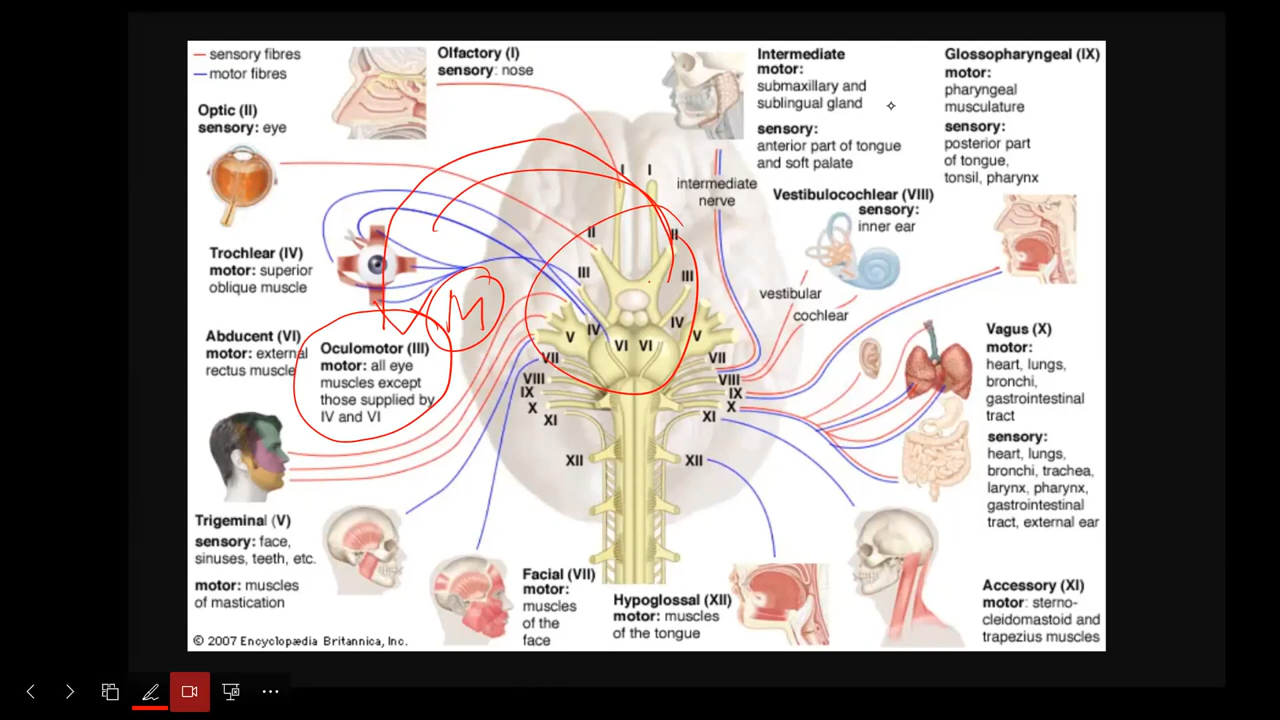 sensory fibres
motor fibres
Optic (II)
sensory: eye
Olfactory (I)
sensory: nose
Intermediate
motor:
submaxillary and
sublingual gland
sensory:
anterior part of tongue
and soft palate
Glossopharyngeal (IX)
motor:
pharyngeal
musculature
sensory:
posterior part
of tongue,
tonsil, pharynx
intermediate
nerve
Vestibulocochlear (VIII)
sensory:
inner ear
vestibular
cochlear
Trochlear (IV)
motor: superior
oblique muscle
Abducent (VI)
motor: external
rectus muscle
Oculomotor (III)
motor: all eye
muscles except
those supplied by
IV and VI
M
I I
II II
III III
IV IV
V VI VI V
VII VII
VIII VIII
IX IX
X X
XI XI
XII XII
Vagus (X)
motor:
heart, lungs,
bronchi,
gastrointestinal
tract
sensory:
heart, lungs,
bronchi, trachea,
larynx, pharynx,
gastrointestinal
tract, external ear
Trigeminal (V)
sensory: face,
sinuses, teeth, etc.
motor: muscles
of mastication
Facial (VII)
motor:
muscles
of the
face
Hypoglossal (XII)
motor: muscles
of the tongue
Accessory (XI)
motor: sterno-
cleidomastoid and
trapezius muscles
© 2007 Encyclopædia Britannica, Inc.